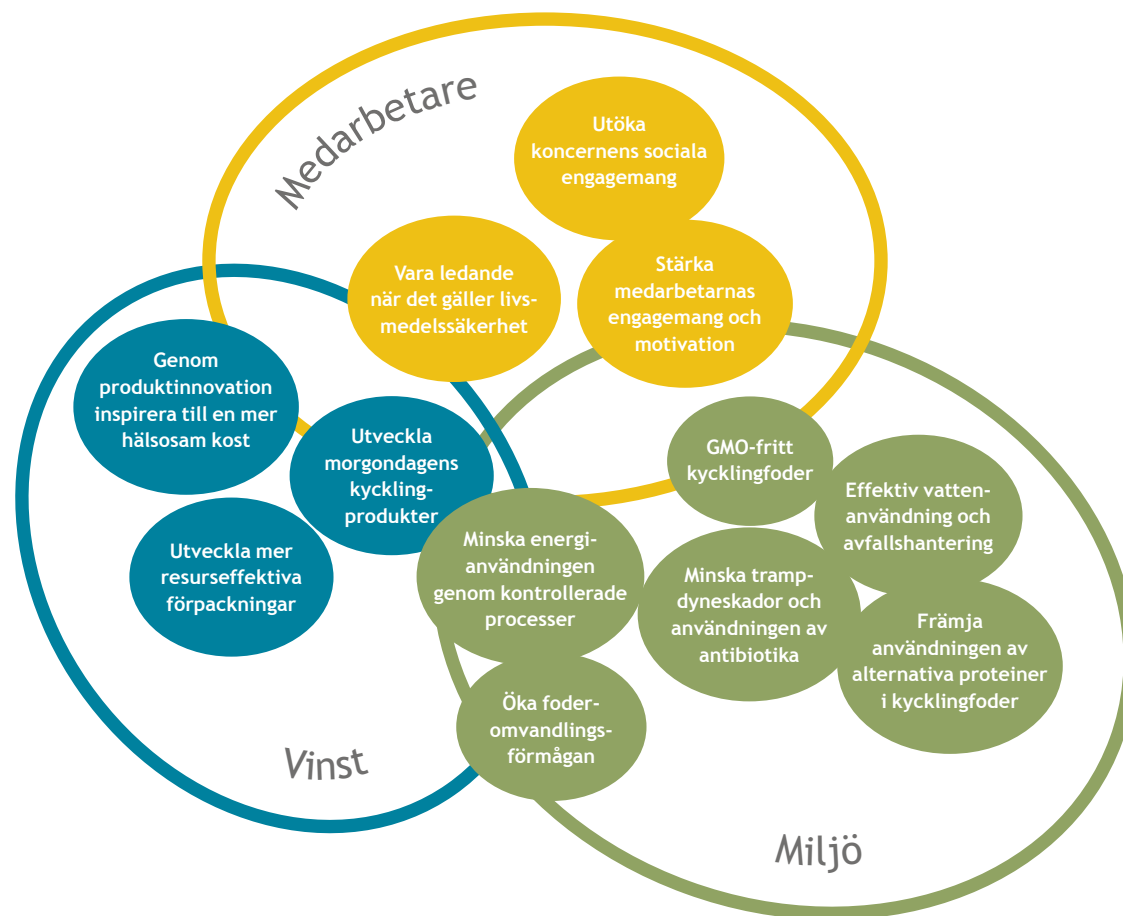 Medarbetare
Utöka
koncernens sociala
engagemang
Vara ledande
när det gäller livs-
medelssäkerhet
Stärka
medarbetarnas
engagemang och
motivation
Genom
produktinnovation
inspirera till en mer
hälsosam kost
Utveckla
morgondagens
kyckling-
produkter
Utveckla mer
resurseffektiva
förpackningar
GMO-fritt
kycklingfoder
Effektiv vatten-
användning och
avfallshantering
Minska energi-
användningen
genom kontrollerade
processer
Minska tramp-
dyneskador och
användningen av
antibiotika
Främja
användningen av
alternativa proteiner
i kycklingfoder
Öka foder-
omvandlings-
förmågan
Vinst
Miljö